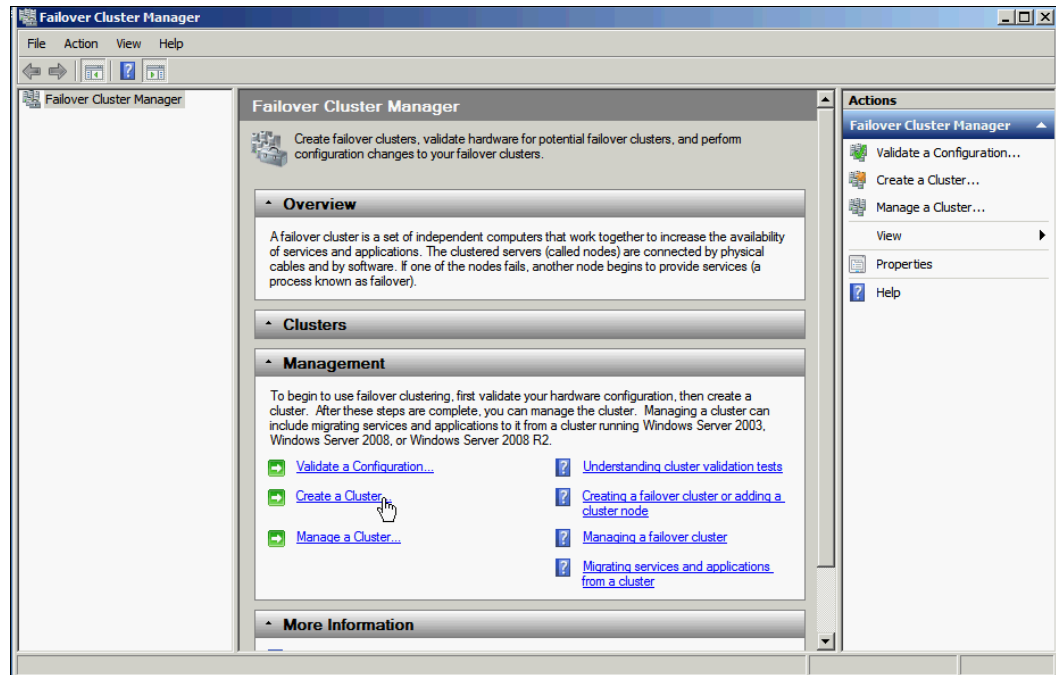 Failover Cluster Manager
File Action View Help
Failover Cluster Manager
Failover Cluster Manager
Create failover clusters, validate hardware for potential failover clusters, and perform
configuration changes to your failover clusters.
Overview
A failover cluster is a set of independent computers that work together to increase the availability
of services and applications. The clustered servers (called nodes) are connected by physical
cables and by software. If one of the nodes fails, another node begins to provide services (a
process known as failover).
Clusters
Management
To begin to use failover clustering, first validate your hardware configuration, then create a
cluster. After these steps are complete, you can manage the cluster. Managing a cluster can
include migrating services and applications to it from a cluster running Windows Server 2003,
Windows Server 2008, or Windows Server 2008 R2.
Validate a Configuration...
Create a Cluster...
Manage a Cluster...
Understanding cluster validation tests
Creating a failover cluster or adding a
cluster node
Managing a failover cluster
Migrating services and applications
from a cluster
More Information
Actions
Failover Cluster Manager
Validate a Configuration...
Create a Cluster...
Manage a Cluster...
View
Properties
Help